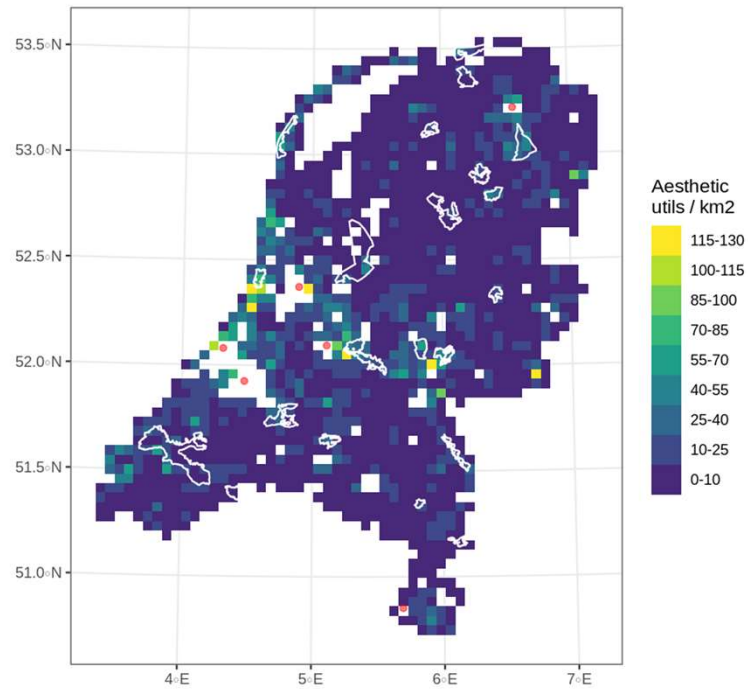 53.5◦N
53.0◦N
52.5◦N
52.0◦N
51.5◦N
51.0◦N
4◦E
5◦E
6◦E
7◦E
Aesthetic
utils / km2
115-130
100-115
85-100
70-85
55-70
40-55
25-40
10-25
0-10